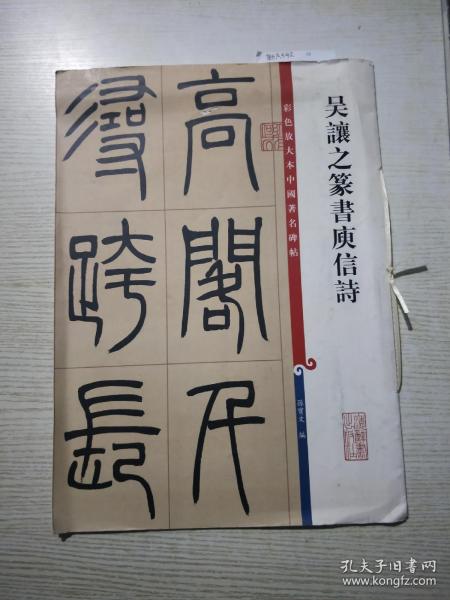 高閣千
尋跨長
彩色放大本中國著名碑帖
吴讓之篆書庾信詩
孫寶文 編
孔夫子旧书网
www.kongfz.com